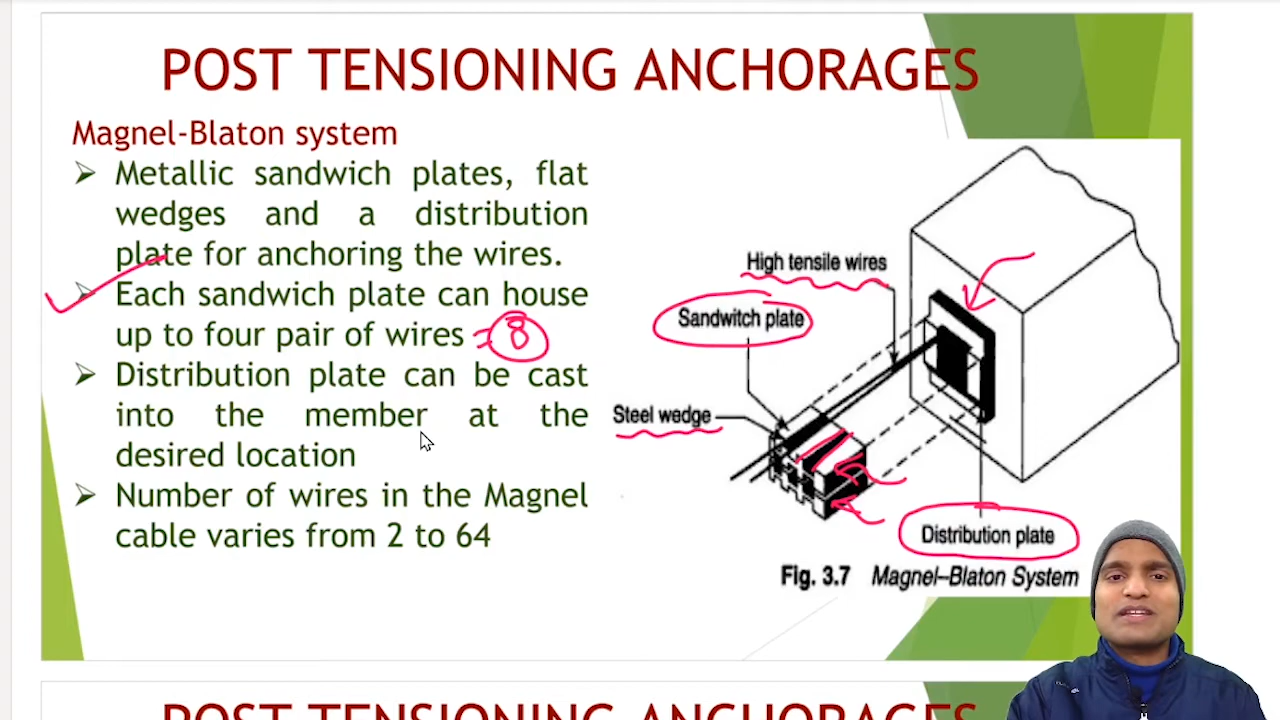 POST TENSIONING ANCHORAGES
Magnel-Blaton system
➢ Metallic sandwich plates, flat
wedges and a distribution
plate for anchoring the wires.
➢ Each sandwich plate can house
up to four pair of wires = 8
➢ Distribution plate can be cast
into the member at the
desired location
➢ Number of wires in the Magnel
cable varies from 2 to 64
High tensile wires
Sandwitch plate
Steel wedge
Distribution plate
Fig. 3.7 Magnel–Blaton System
POST TENSIONING ANCHORAGES